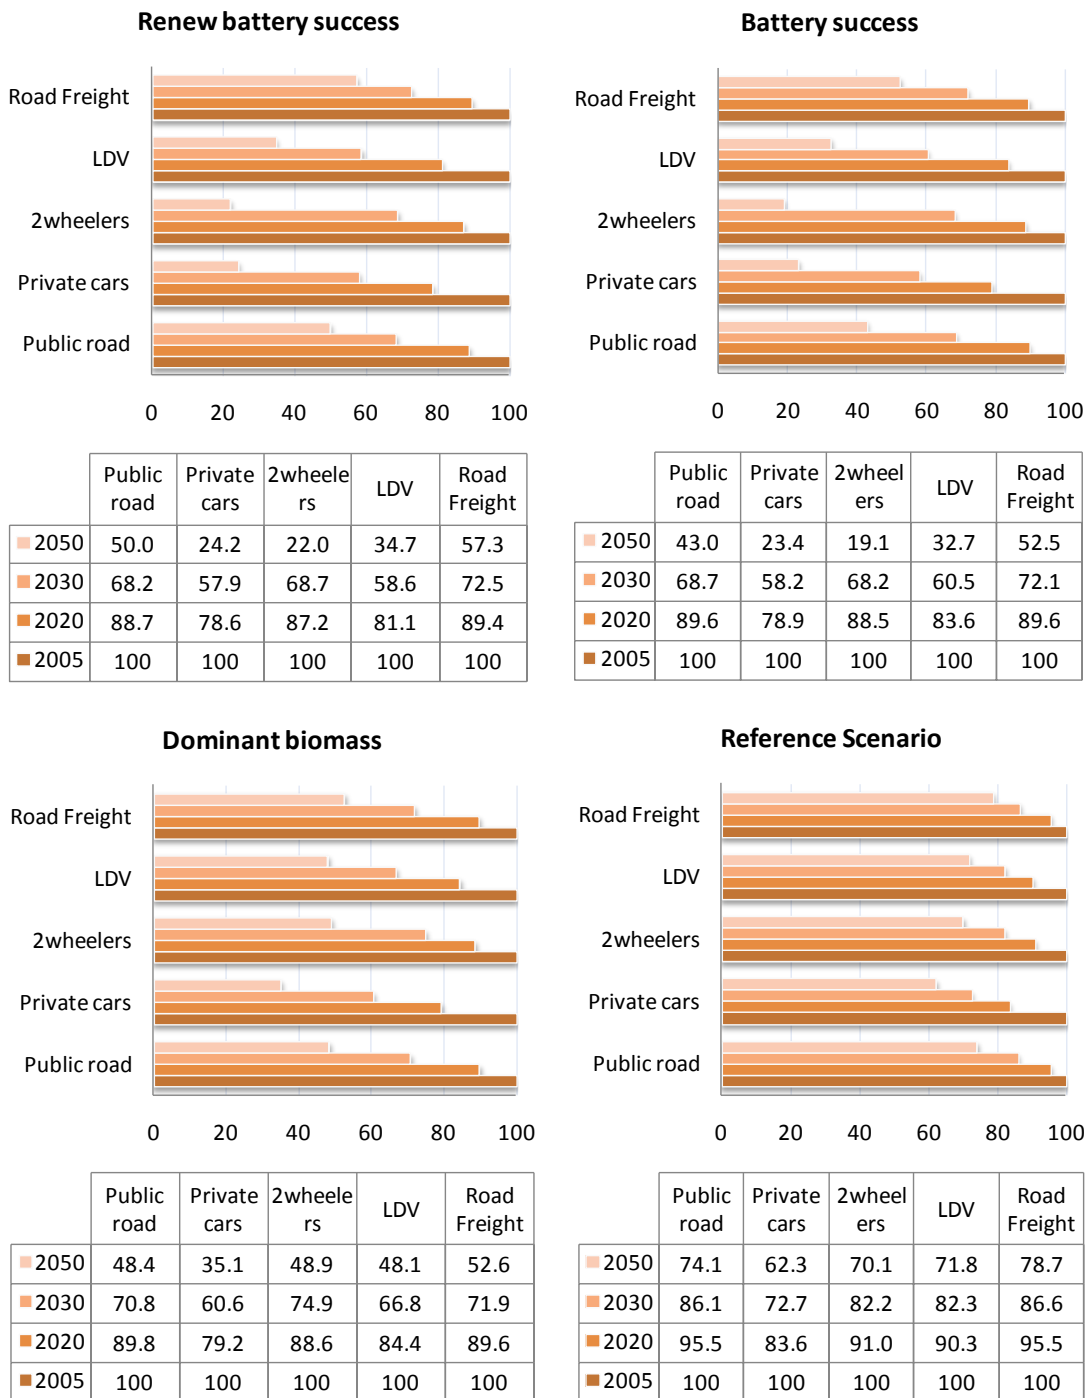 Renew battery success
Road Freight
LDV
2wheelers
Private cars
Public road
0 20 40 60 80 100
Public road Private cars 2wheele rs LDV Road Freight
2050 50.0 24.2 22.0 34.7 57.3
2030 68.2 57.9 68.7 58.6 72.5
2020 88.7 78.6 87.2 81.1 89.4
2005 100 100 100 100 100
Battery success
Road Freight
LDV
2wheelers
Private cars
Public road
0 20 40 60 80 100
Public road Private cars 2wheel ers LDV Road Freight
2050 43.0 23.4 19.1 32.7 52.5
2030 68.7 58.2 68.2 60.5 72.1
2020 89.6 78.9 88.5 83.6 89.6
2005 100 100 100 100 100
Dominant biomass
Road Freight
LDV
2wheelers
Private cars
Public road
0 20 40 60 80 100
Public road Private cars 2wheele rs LDV Road Freight
2050 48.4 35.1 48.9 48.1 52.6
2030 70.8 60.6 74.9 66.8 71.9
2020 89.8 79.2 88.6 84.4 89.6
2005 100 100 100 100 100
Reference Scenario
Road Freight
LDV
2wheelers
Private cars
Public road
0 20 40 60 80 100
Public road Private cars 2wheel ers LDV Road Freight
2050 74.1 62.3 70.1 71.8 78.7
2030 86.1 72.7 82.2 82.3 86.6
2020 95.5 83.6 91.0 90.3 95.5
2005 100 100 100 100 100